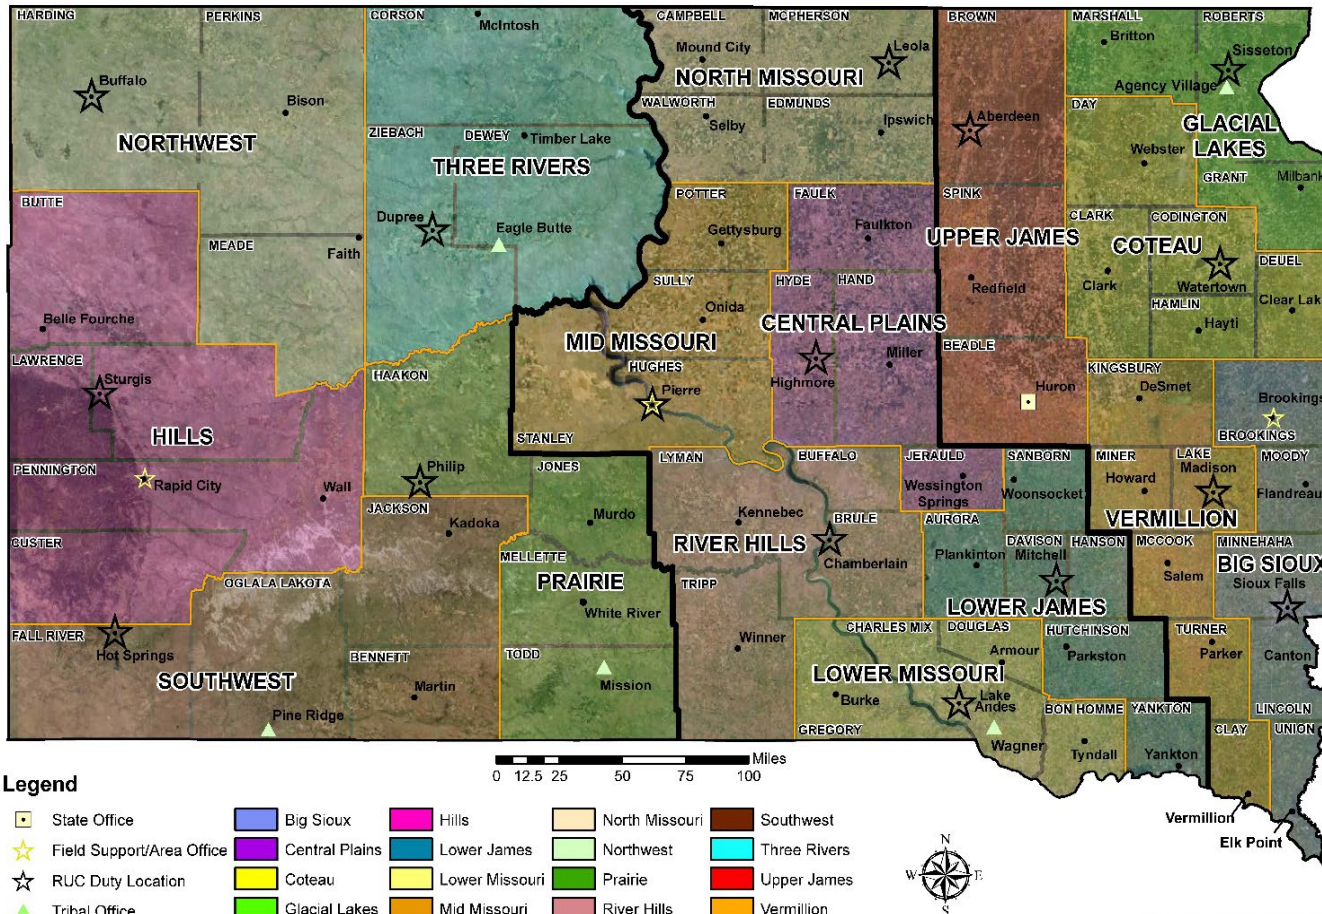 HARDING
PERKINS
CORSON
McIntosh
CAMPBELL
MCPHERSON
BROWN
MARSHALL
ROBERTS
Britton
Mound City
Leola
Sisseton
Buffalo
NORTH MISSOURI
Agency Village
Bison
WALWORTH
EDMUNDS
DAY
Selby
Ipswich
Aberdeen
GLACIAL
LAKES
ZIEBACH
DEWEY
Timber Lake
NORTHWEST
THREE RIVERS
Webster
GRANT
Milbank
BUTTE
POTTER
FAULK
SPINK
CLARK
CODINGTON
Dupree
Eagle Butte
Gettysburg
Faulkton
UPPER JAMES
COTEAU
MEADE
Faith
DEUEL
SULLY
HYDE
HAND
Redfield
Clark
Watertown
HAMLIN
Clear Lak
Onida
Belle Fourche
MID MISSOURI
CENTRAL PLAINS
Hayti
LAWRENCE
BEADLE
HUGHES
Miller
Sturgis
HAAKON
Highmore
KINGSBURY
Pierre
Huron
DeSmet
Brookings
HILLS
STANLEY
BROOKINGS
PENNINGTON
Philip
JONES
LYMAN
BUFFALO
JERAULD
SANBORN
MINER
LAKE
MOODY
Rapid City
Wall
Wessington
Springs
Woonsocket
Howard
Madison
Flandreau
JACKSON
Kadoka
Murdo
Kennebec
BRULE
AURORA
VERMILLION
CUSTER
RIVER HILLS
DAVISON
HANSON
MCCOOK
MINNEHAHA
MELLETTE
Plankinton
Mitchell
Chamberlain
Salem
BIG SIOUX
OGLALA LAKOTA
PRAIRIE
TRIPP
Sioux Falls
White River
LOWER JAMES
FALL RIVER
CHARLES MIX
DOUGLAS
HUTCHINSON
TURNER
Hot Springs
Winner
Armour
Parkston
Parker
Canton
BENNETT
TODD
LOWER MISSOURI
SOUTHWEST
Martin
Mission
Burke
Lake
Andes
BON HOMME
YANKTON
LINCOLN
Pine Ridge
GREGORY
Wagner
Tyndall
Yankton
CLAY
UNION
0 12.5 25 50 75 100 Miles
Vermillion
Elk Point
Legend
State Office
Field Support/Area Office
RUC Duty Location
Tribal Office
Big Sioux
Central Plains
Coteau
Glacial Lakes
Hills
Lower James
Lower Missouri
Mid Missouri
North Missouri
Northwest
Prairie
River Hills
Southwest
Three Rivers
Upper James
Vermillion
N
W E
S